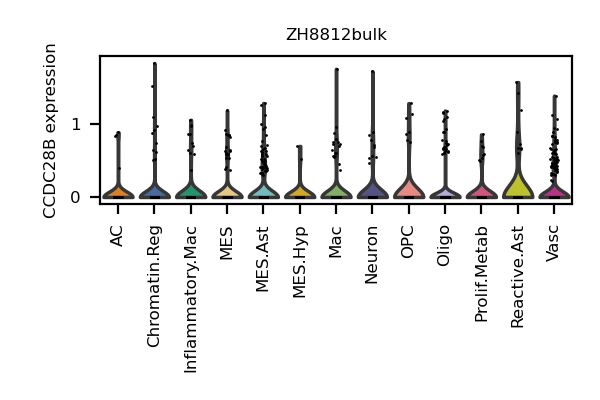 ZH8812bulk
CCDC28B expression
1
0
AC
Chromatin.Reg
Inflammatory.Mac
MES
MES.Ast
MES.Hyp
Mac
Neuron
OPC
Oligo
Prolif.Metab
Reactive.Ast
Vasc